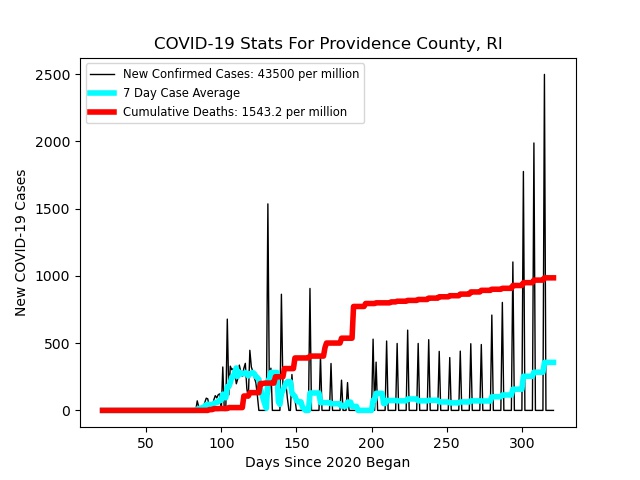 COVID-19 Stats For Providence County, RI
New Confirmed Cases: 43500 per million
7 Day Case Average
Cumulative Deaths: 1543.2 per million
New COVID-19 Cases
2500
2000
1500
1000
500
0
50 100 150 200 250 300
Days Since 2020 Began